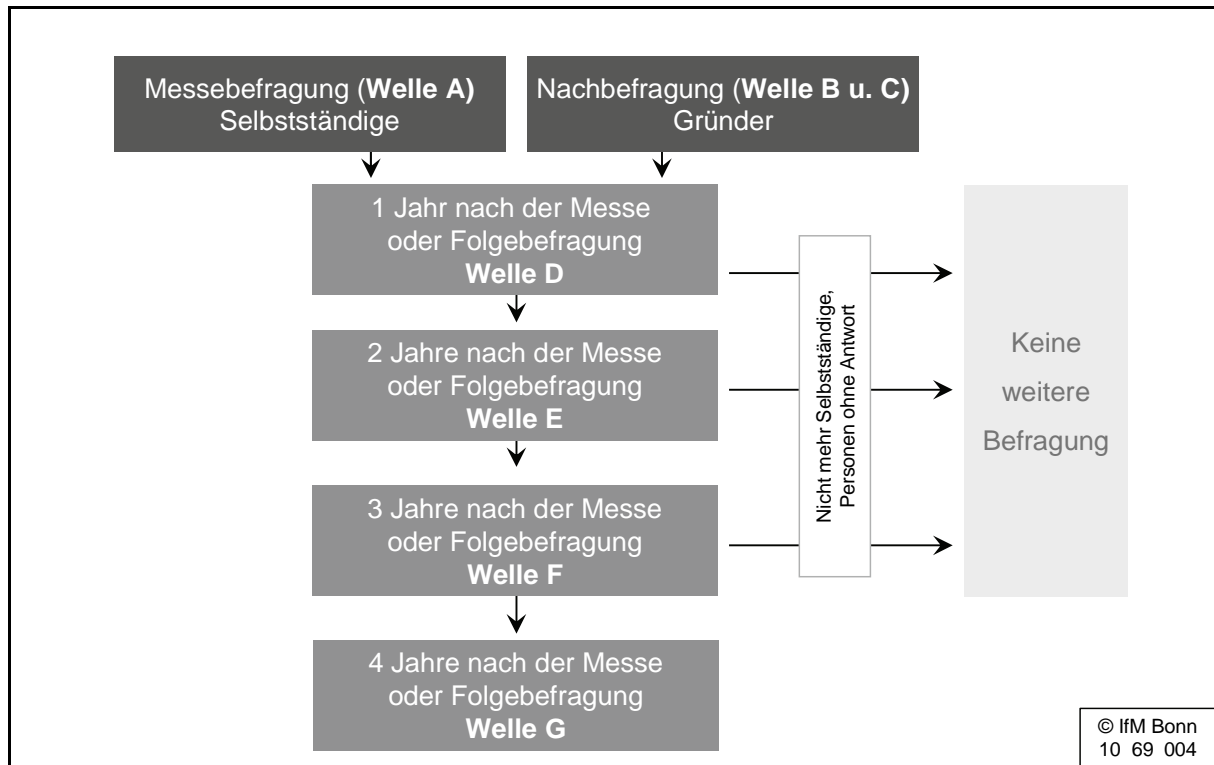 Messebefragung (Welle A)
Selbstständige
Nachbefragung (Welle B u. C)
Gründer
1 Jahr nach der Messe
oder Folgebefragung
Welle D
2 Jahre nach der Messe
oder Folgebefragung
Welle E
3 Jahre nach der Messe
oder Folgebefragung
Welle F
4 Jahre nach der Messe
oder Folgebefragung
Welle G
Nicht mehr Selbstständige,
Personen ohne Antwort
Keine
weitere
Befragung
© IfM Bonn
10 69 004